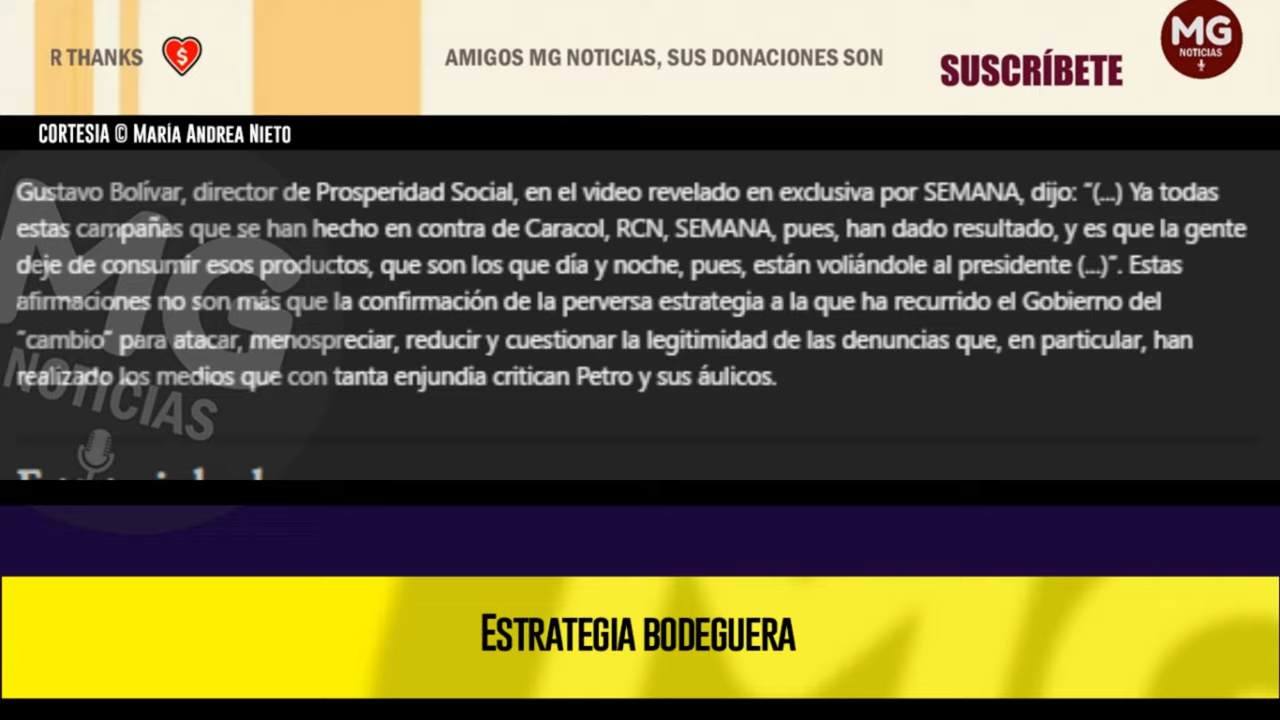 R THANKS
AMIGOS MG NOTICIAS, SUS DONACIONES SON
SUSCRÍBETE
MG
NOTICIAS
CORTESIA © MARÍA ANDREA NIETO
Gustavo Bolívar, director de Prosperidad Social, en el video revelado en exclusiva por SEMANA, dijo: “(...) Ya todas
estas campañas que se han hecho en contra de Caracol, RCN, SEMANA, pues, han dado resultado, y es que la gente
deje de consumir esos productos, que son los que día y noche, pues, están voliándole al presidente (...)”. Estas
afirmaciones no son más que la confirmación de la perversa estrategia a la que ha recurrido el Gobierno del
“cambio” para atacar, menospreciar, reducir y cuestionar la legitimidad de las denuncias que, en particular, han
realizado los medios que con tanta enjundia critican Petro y sus áulicos.
MG
NOTICIAS
ESTRATEGIA BODEGUERA